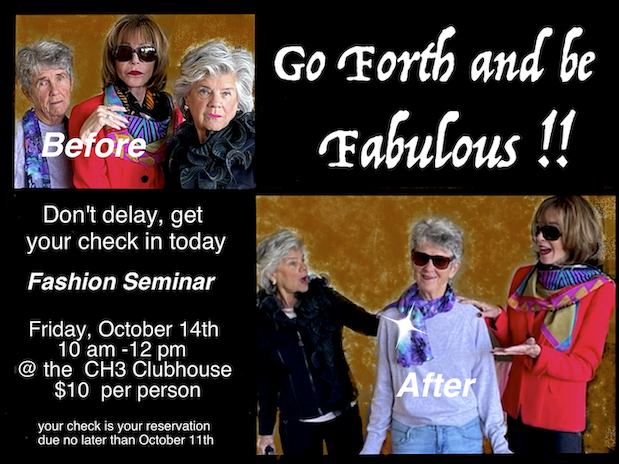 Go Forth and be
Fabulous !!
Before
Don't delay, get
your check in today
Fashion Seminar
Friday, October 14th
10 am -12 pm
@ the CH3 Clubhouse
$10 per person
your check is your reservation
due no later than October 11th
After